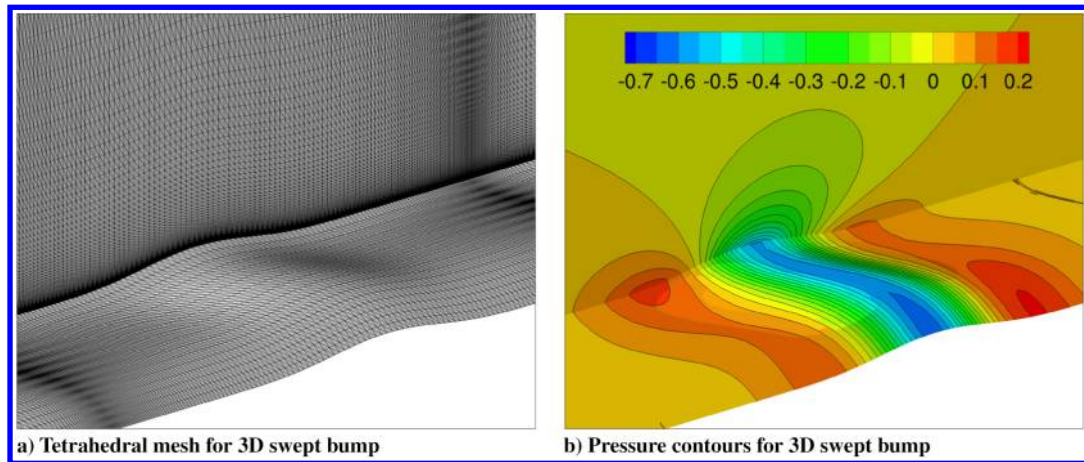 -0.7 -0.6 -0.5 -0.4 -0.3 -0.2 -0.1 0 0.1 0.2
a) Tetrahedral mesh for 3D swept bump
b) Pressure contours for 3D swept bump